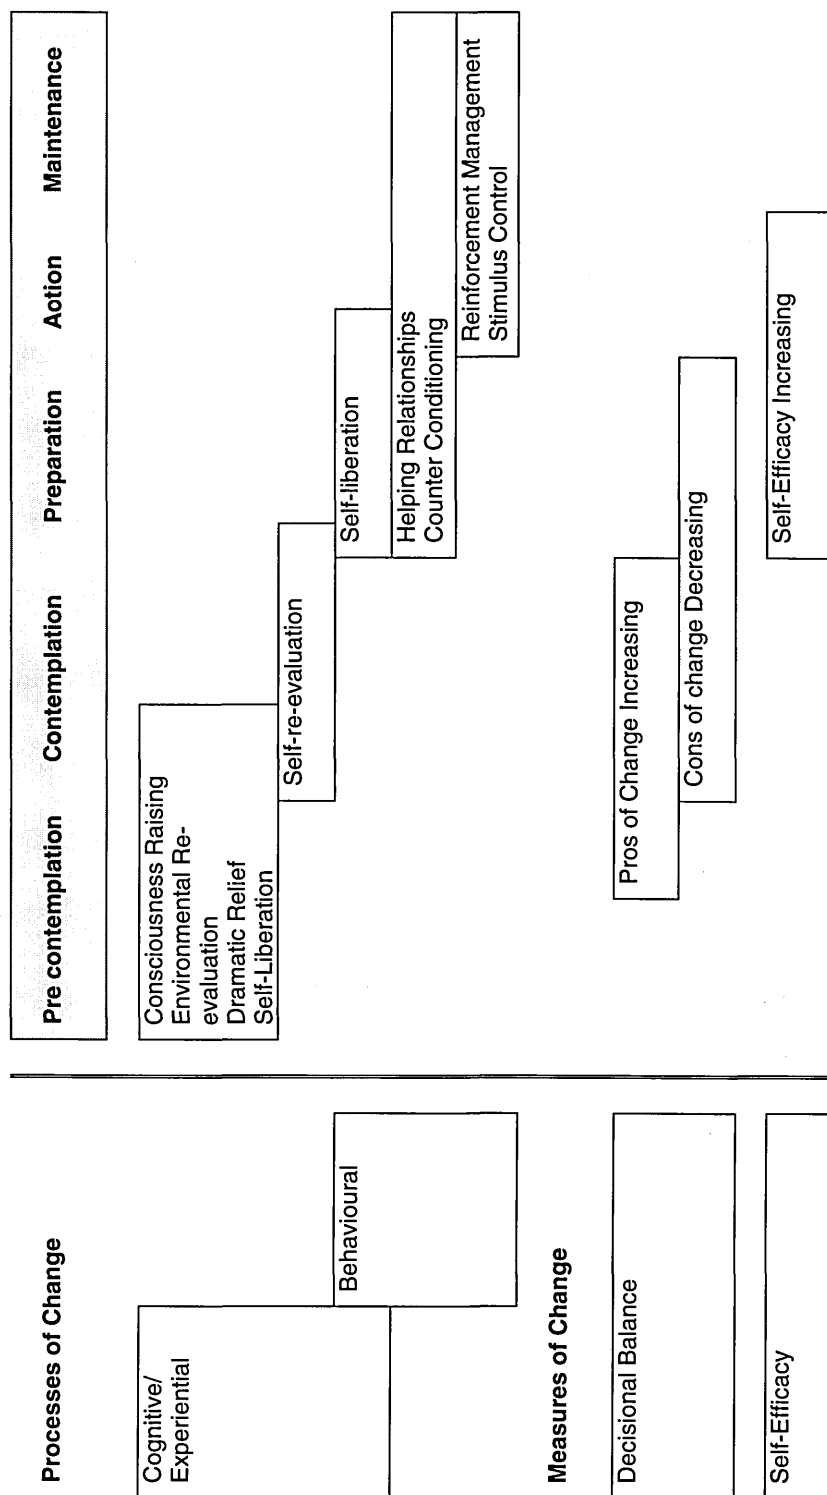 Pre contemplation Contemplation Preparation Aotion Maintenance
Processes of Change
Cognitive/
Experiential
Consciousness Raising
Environmental Re-
evaluation
Dramatic Relief
Self-Liberation
Self-re-evaluation
Behavioural
Self-liberation
Helping Relationships
Counter Conditioning
Reinforcement Management
Stimulus Control
Measures of Change
Decisional Balance
Pros of Change Increasing
Cons of change Decreasing
Self-Efficacy
Self-Efficacy Increasing